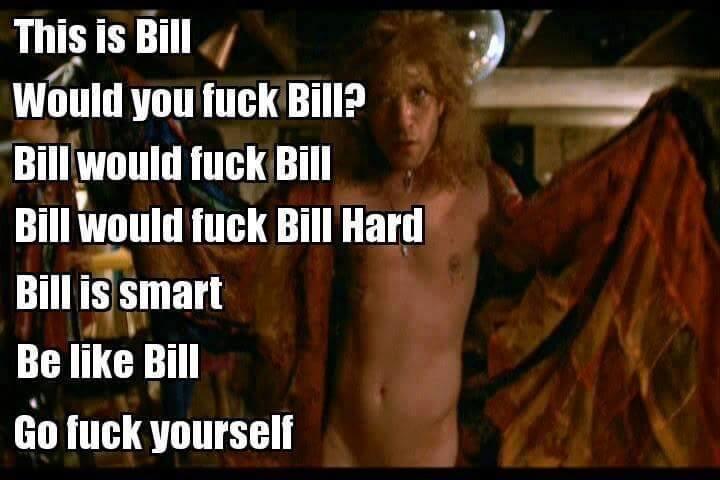 This is Bill
Would you fuck Bill?
Bill would fuck Bill
Bill would fuck Bill Hard
Bill is smart
Be like Bill
Go fuck yourself